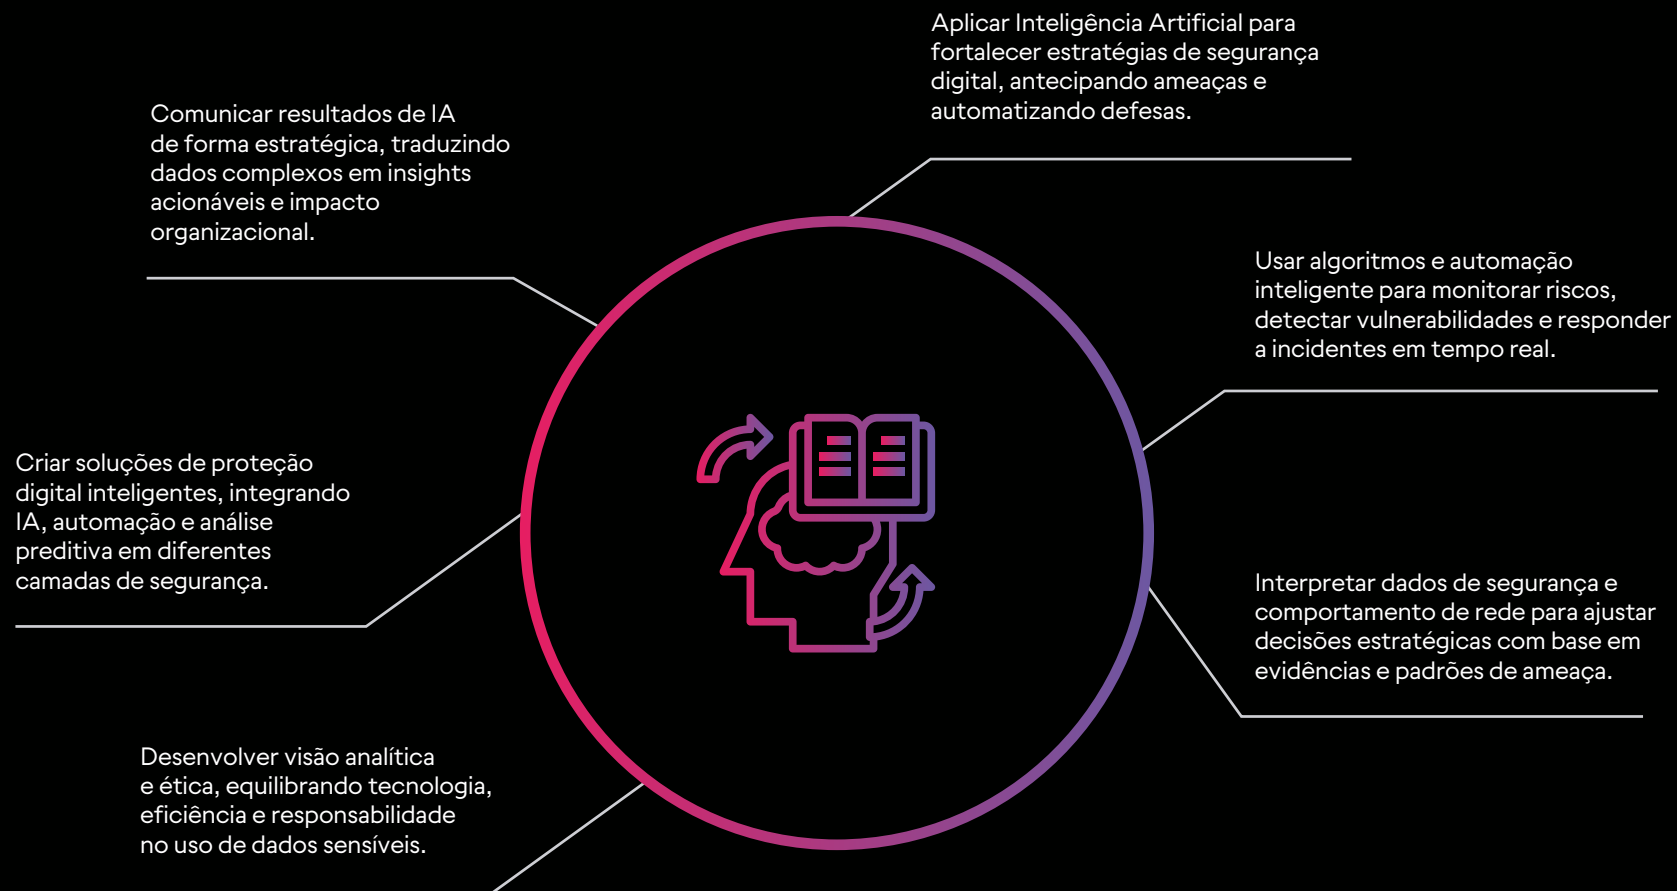 Aplicar Inteligência Artificial para
fortalecer estratégias de segurança
digital, antecipando ameaças e
automatizando defesas.
Usar algoritmos e automação
inteligente para monitorar riscos,
detectar vulnerabilidades e responder
a incidentes em tempo real.
Interpretar dados de segurança e
comportamento de rede para ajustar
decisões estratégicas com base em
evidências e padrões de ameaça.
Desenvolver visão analítica
e ética, equilibrando tecnologia,
eficiência e responsabilidade
no uso de dados sensíveis.
Criar soluções de proteção
digital inteligentes, integrando
IA, automação e análise
preditiva em diferentes
camadas de segurança.
Comunicar resultados de IA
de forma estratégica, traduzindo
dados complexos em insights
acionáveis e impacto
organizacional.